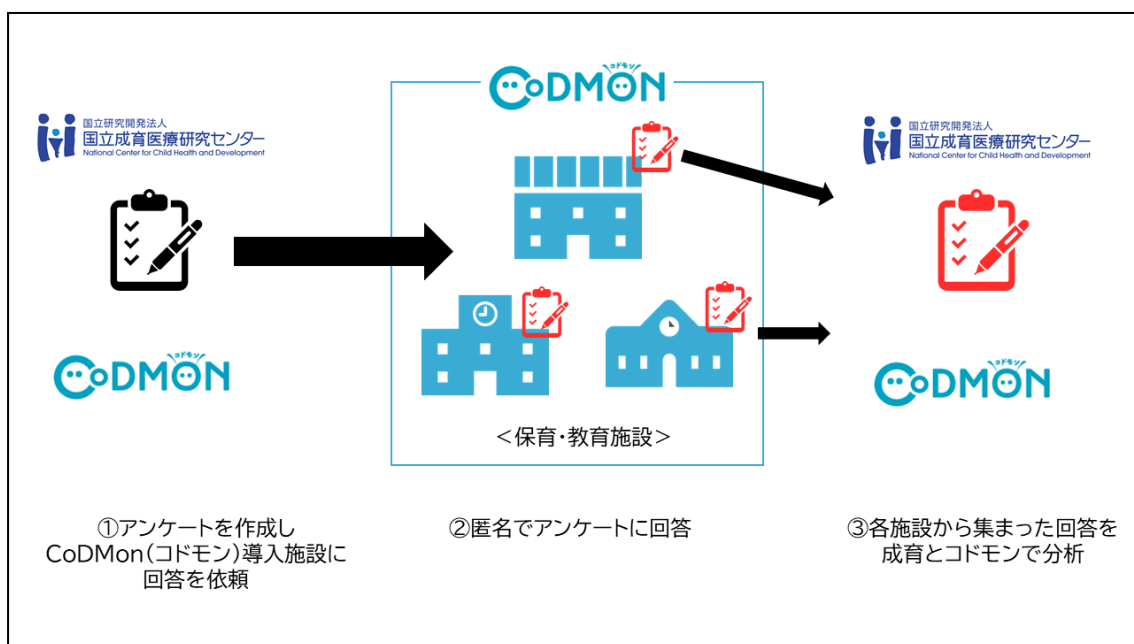 コドモン
CoDMON
国立研究開発法人
国立成育医療研究センター
National Center for Child Health and Development
コドモン
CoDMON
<保育・教育施設>
国立研究開発法人
国立成育医療研究センター
National Center for Child Health and Development
コドモン
CoDMON
①アンケートを作成し
CoDMon(コドモン)導入施設に
回答を依頼
②匿名でアンケートに回答
③各施設から集まった回答を
成育とコドモンで分析